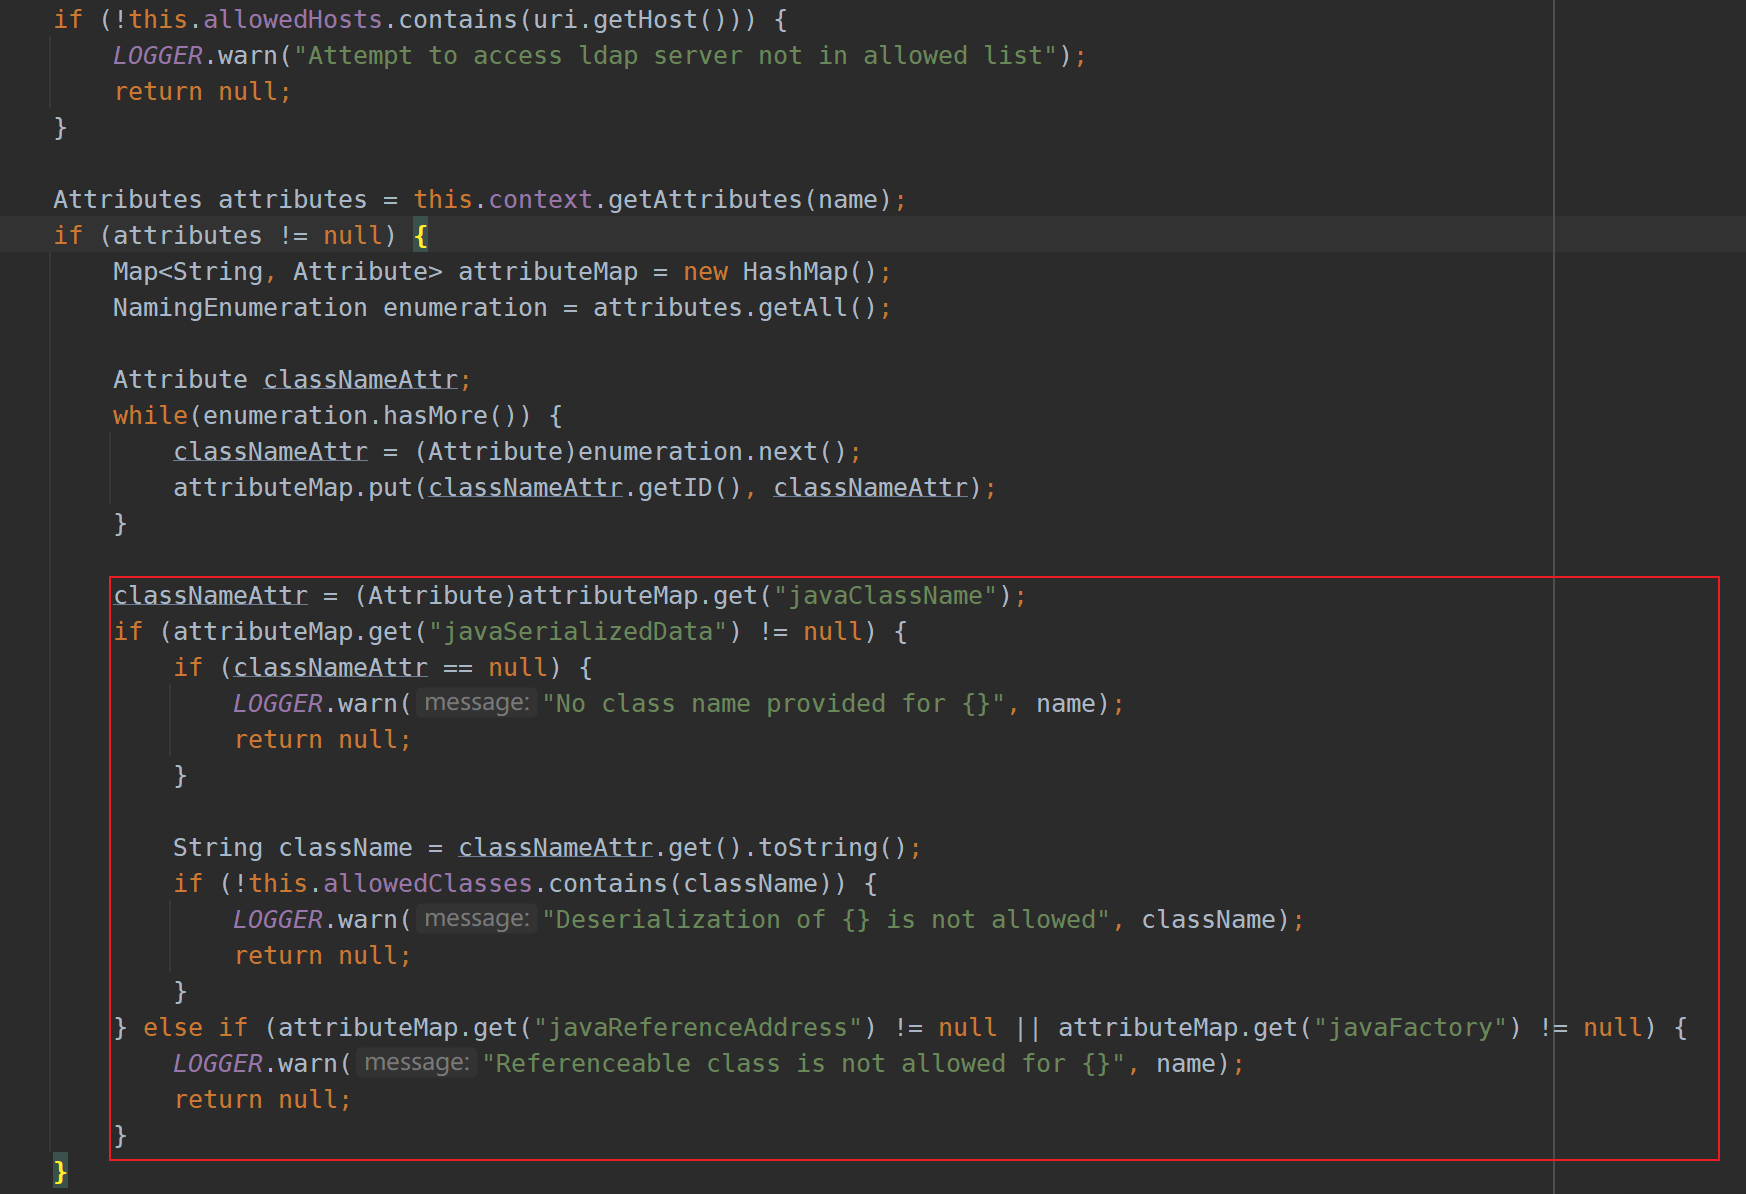 if (!this.allowedHosts.contains(uri.getHost())) {
LOGGER.warn("Attempt to access ldap server not in allowed list");
return null;
}
Attributes attributes = this.context.getAttributes(name);
if (attributes != null) {
Map<String, Attribute> attributeMap = new HashMap();
NamingEnumeration enumeration = attributes.getAll();
Attribute classNameAttr;
while(enumeration.hasMore()) {
classNameAttr = (Attribute)enumeration.next();
attributeMap.put(classNameAttr.getID(), classNameAttr);
}
classNameAttr = (Attribute)attributeMap.get("javaClassName");
if (attributeMap.get("javaSerializedData") != null) {
if (classNameAttr == null) {
LOGGER.warn( message: "No class name provided for {}", name);
return null;
}
String className = classNameAttr.get().toString();
if (!this.allowedClasses.contains(className)) {
LOGGER.warn( message: "Deserialization of {} is not allowed", className);
return null;
}
} else if (attributeMap.get("javaReferenceAddress") != null || attributeMap.get("javaFactory") != null) {
LOGGER.warn( message: "Referenceable class is not allowed for {}", name);
return null;
}
}